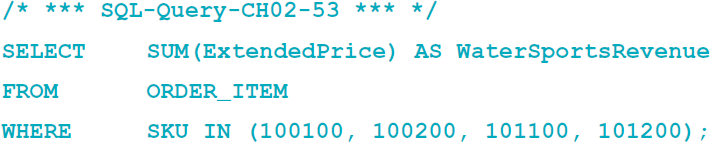 /* *** SQL-Query-CH02-53 *** */
SELECT SUM(ExtendedPrice) AS WaterSportsRevenue
FROM ORDER_ITEM
WHERE SKU IN (100100, 100200, 101100, 101200);